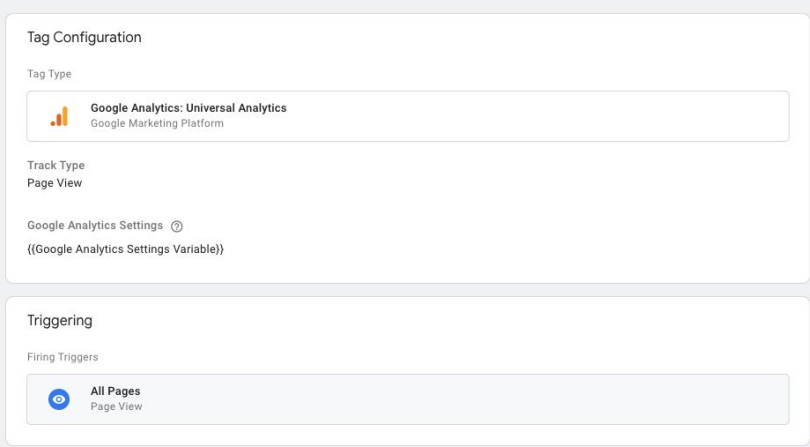 Tag Configuration
Tag Type
Google Analytics: Universal Analytics
Google Marketing Platform
Track Type
Page View
Google Analytics Settings ?
{{Google Analytics Settings Variable}}
Triggering
Firing Triggers
All Pages
Page View